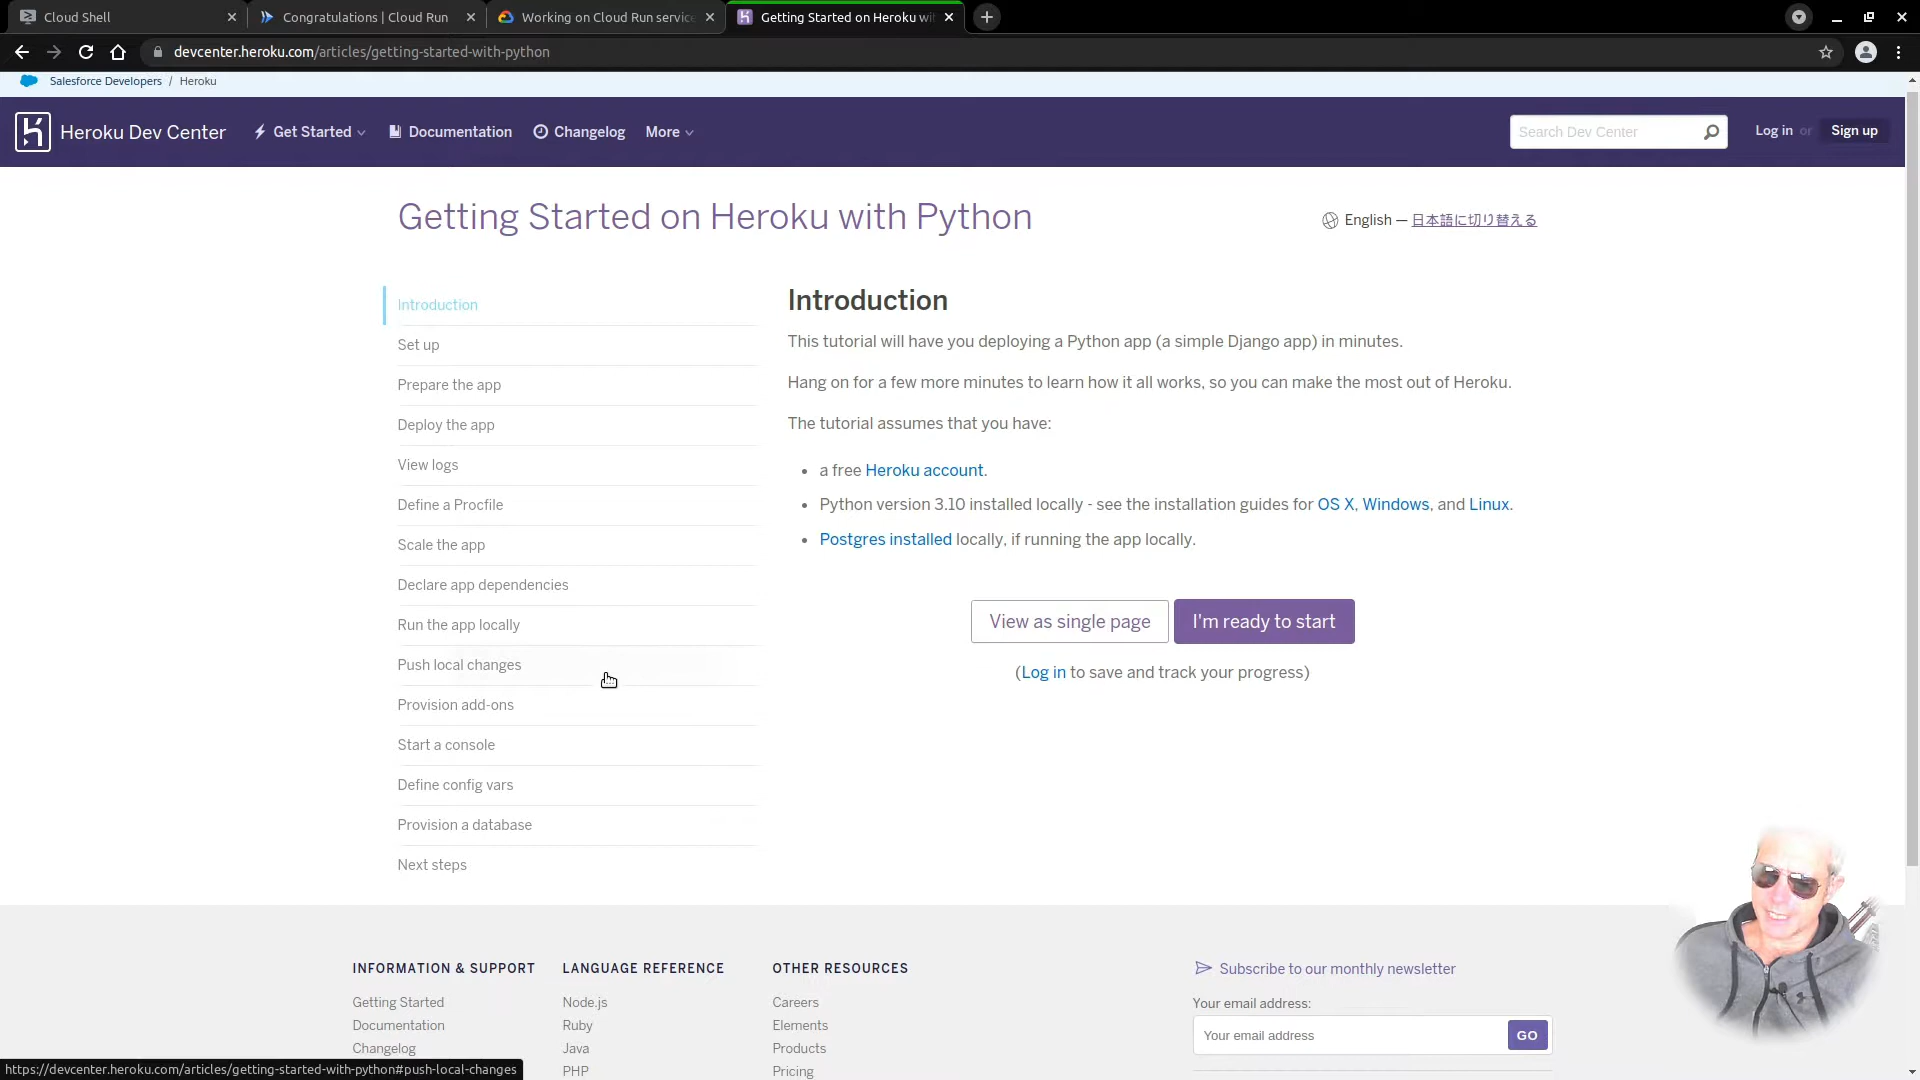 Cloud Shell
Congratulations | Cloud Run
Working on Cloud Run service
Getting Started on Heroku wit
devcenter.heroku.com/articles/getting-started-with-python
Salesforce Developers / Heroku
Heroku Dev Center
Get Started
Documentation
Changelog
More
Search Dev Center
Log in or Sign up
Getting Started on Heroku with Python
English — 日本語に切り替える
Introduction
Set up
Prepare the app
Deploy the app
View logs
Define a Procfile
Scale the app
Declare app dependencies
Run the app locally
Push local changes
Provision add-ons
Start a console
Define config vars
Provision a database
Next steps
Introduction
This tutorial will have you deploying a Python app (a simple Django app) in minutes.
Hang on for a few more minutes to learn how it all works, so you can make the most out of Heroku.
The tutorial assumes that you have:
• a free Heroku account.
• Python version 3.10 installed locally - see the installation guides for OS X, Windows, and Linux.
• Postgres installed locally, if running the app locally.
View as single page
I'm ready to start
(Log in to save and track your progress)
INFORMATION & SUPPORT
Getting Started
Documentation
Changelog
LANGUAGE REFERENCE
Node.js
Ruby
Java
PHP
OTHER RESOURCES
Careers
Elements
Products
Pricing
Subscribe to our monthly newsletter
Your email address:
Your email address
GO
https://devcenter.heroku.com/articles/getting-started-with-python#push-local-changes